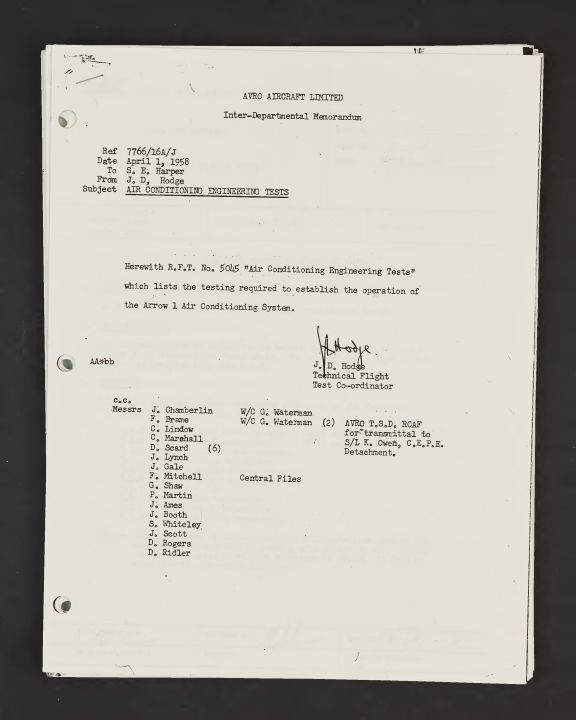 AVRO AIRCRAFT LIMITED
Inter-Departmental Memorandum
Ref 7766/16A/J
Date April 1, 1958
To S. E. Harper
From J. D. Hodge
Subject AIR CONDITIONING ENGINEERING TESTS
Herewith R.F.T. No. 5045 "Air Conditioning Engineering Tests"
which lists the testing required to establish the operation of
the Arrow 1 Air Conditioning System.
J. D. Hodge
AA*bb
Technical Flight
Test Co-ordinator
c.c.
Messrs J. Chamberlin W/C G. Waterman
F. Brame W/C G. Waterman (2) AVRO T.S.D. RCAF
C. Lindow for transmittal to
C. Marshall S/L K. Owen, C.E.P.E.
D. Scard (6) Detachment.
J. Lynch
J. Gale
F. Mitchell Central Files
G. Shaw
P. Martin
J. Ames
J. Booth
S. Whiteley
J. Scott
D. Rogers
D. Ridler